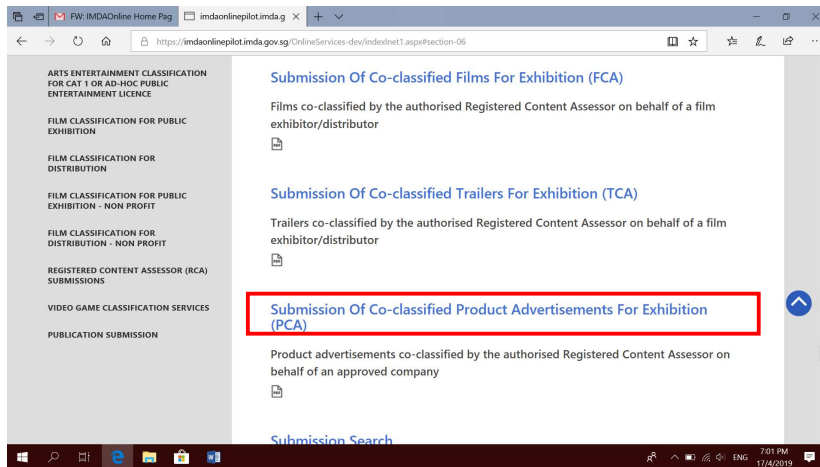 FW: IMDAOnline Home Pag
imdaonlinepilot.imda.g
https://imdaonlinepilot.imda.gov.sg/OnlineServices-dev/indexInet1.aspx#section-06
ARTS ENTERTAINMENT CLASSIFICATION
FOR CAT 1 OR AD-HOC PUBLIC
ENTERTAINMENT LICENCE
FILM CLASSIFICATION FOR PUBLIC
EXHIBITION
FILM CLASSIFICATION FOR
DISTRIBUTION
FILM CLASSIFICATION FOR PUBLIC
EXHIBITION - NON PROFIT
FILM CLASSIFICATION FOR
DISTRIBUTION - NON PROFIT
REGISTERED CONTENT ASSESSOR (RCA)
SUBMISSIONS
VIDEO GAME CLASSIFICATION SERVICES
PUBLICATION SUBMISSION
Submission Of Co-classified Films For Exhibition (FCA)
Films co-classified by the authorised Registered Content Assessor on behalf of a film
exhibitor/distributor
Submission Of Co-classified Trailers For Exhibition (TCA)
Trailers co-classified by the authorised Registered Content Assessor on behalf of a film
exhibitor/distributor
Submission Of Co-classified Product Advertisements For Exhibition
(PCA)
Product advertisements co-classified by the authorised Registered Content Assessor on
behalf of an approved company
Submission Search
ENG
7:01 PM
17/4/2019